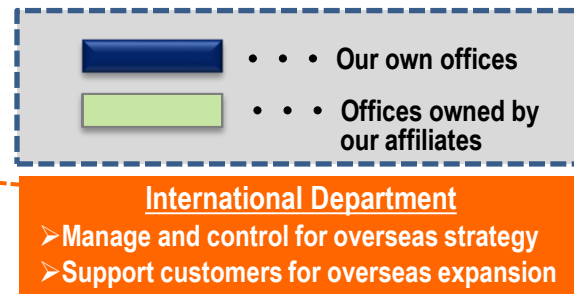 ・・・ Our own offices
・・・ Offices owned by
our affiliates
International Department
➢Manage and control for overseas strategy
➢Support customers for overseas expansion